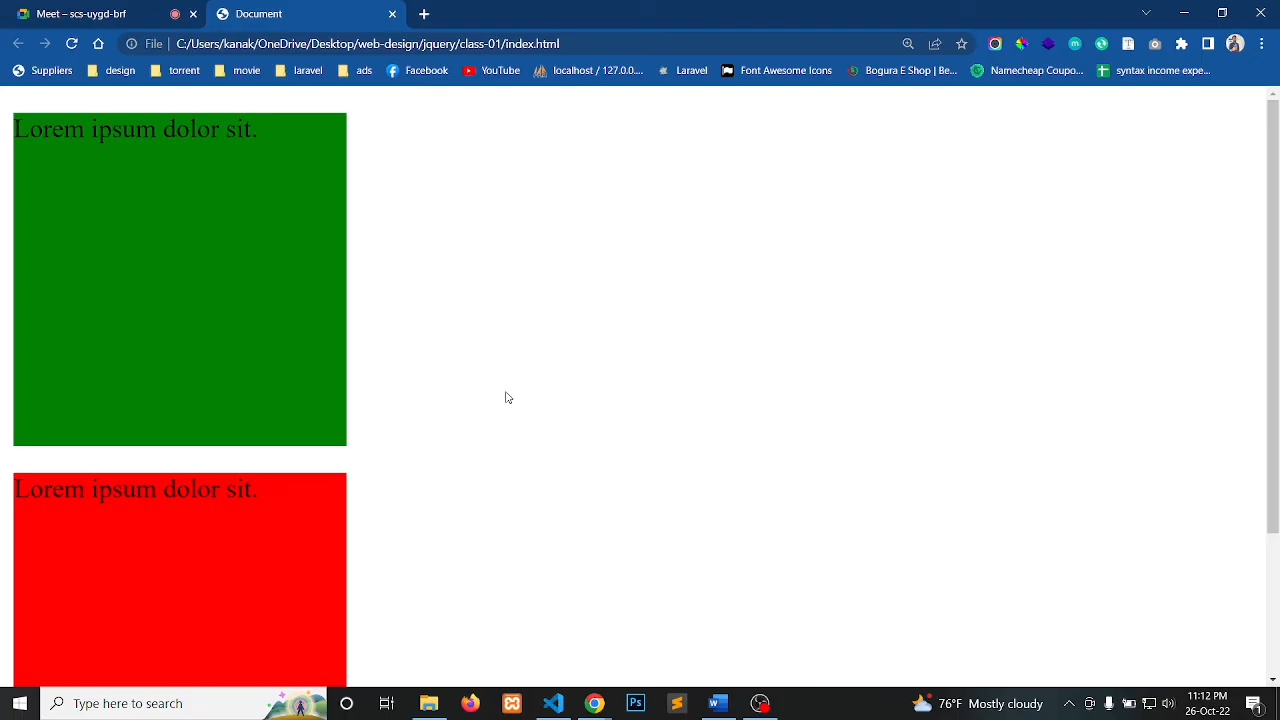 Meet – scs-uygd-brf
Document
File
C:/Users/kanak/OneDrive/Desktop/web-design/jquery/class-01/index.html
Suppliers
design
torrent
movie
laravel
ads
Facebook
YouTube
localhost / 127.0.0....
Laravel
Font Awesome Icons
Bogura E Shop | Be...
Namecheap Coupo...
syntax income expe...
Lorem ipsum dolor sit.
Lorem ipsum dolor sit.
Type here to search
Ps
76°F Mostly cloudy
11:12 PM
26-Oct-22